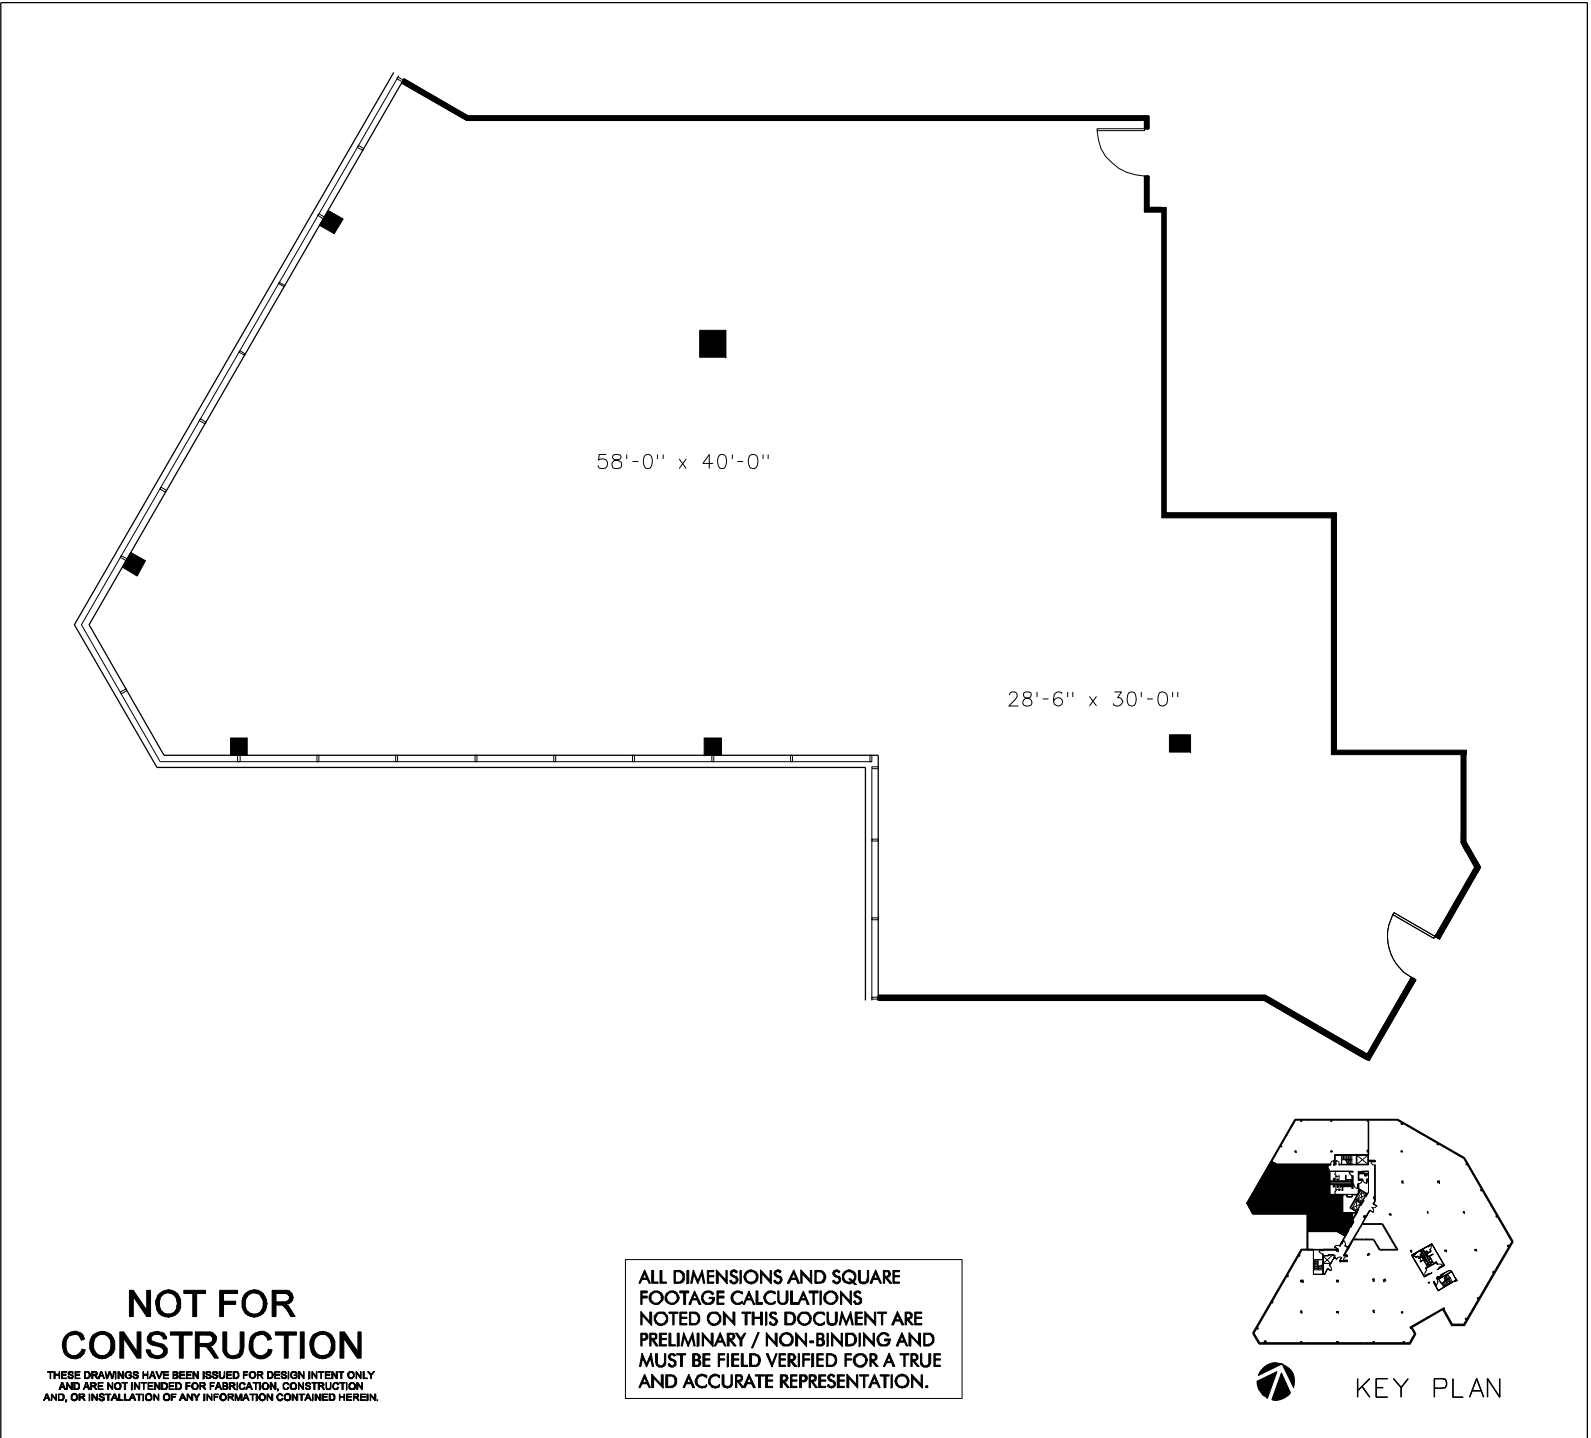 58'-0" x 40'-0"
28'-6" x 30'-0"
NOT FOR
CONSTRUCTION
THESE DRAWINGS HAVE BEEN ISSUED FOR DESIGN INTENT ONLY
AND ARE NOT INTENDED FOR FABRICATION, CONSTRUCTION
AND, OR INSTALLATION OF ANY INFORMATION CONTAINED HEREIN.
ALL DIMENSIONS AND SQUARE
FOOTAGE CALCULATIONS
NOTED ON THIS DOCUMENT ARE
PRELIMINARY / NON-BINDING AND
MUST BE FIELD VERIFIED FOR A TRUE
AND ACCURATE REPRESENTATION.
KEY PLAN